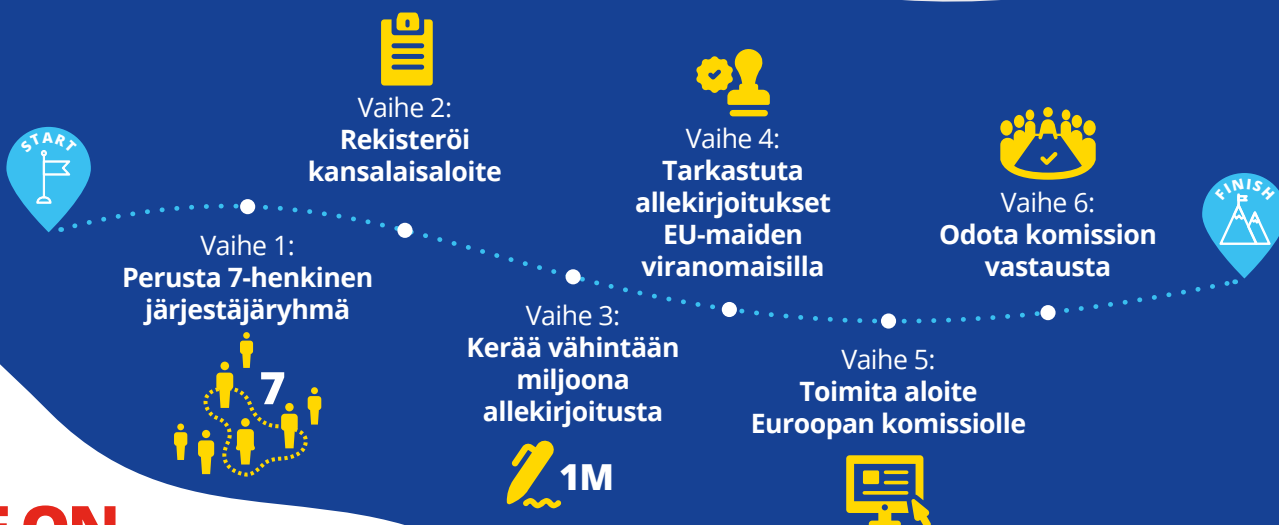 START
Vaihe 1:
Perusta 7-henkinen
järjestäjäryhmä
7
Vaihe 2:
Rekisteröi
kansalaisaloite
Vaihe 3:
Kerää vähintään
miljoona
allekirjoitusta
1M
Vaihe 4:
Tarkastuta
allekirjoitukset
EU-maiden
viranomaisilla
Vaihe 5:
Toimita aloite
Euroopan komissiolle
Vaihe 6:
Odota komission
vastausta
FINISH
ON